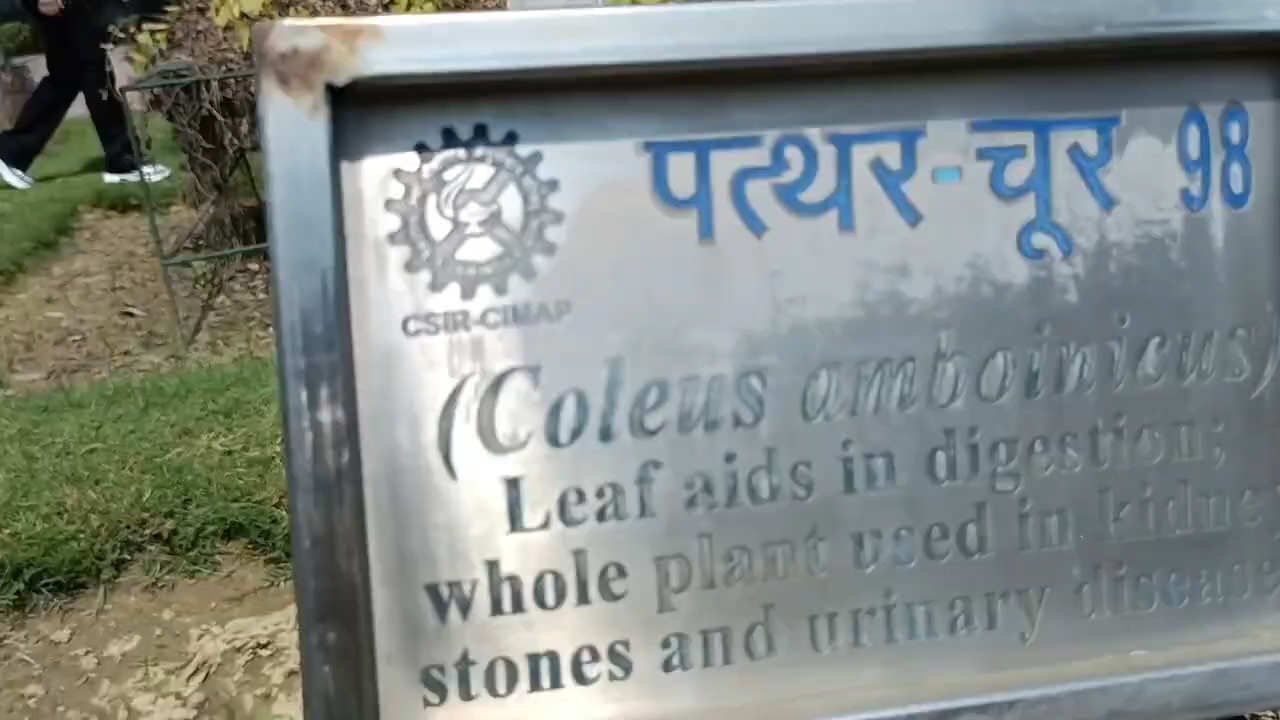 पत्थर-चूर 98
CSIR-CIMAP
(Coleus amboinicus)
Leaf aids in digestion;
whole plant used in kidney
stones and urinary disease